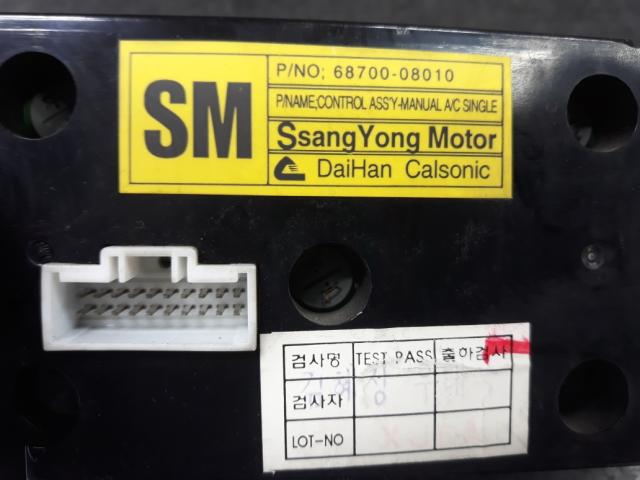 SM
P/NO; 68700-08010
P/NAME;CONTROL ASS'Y-MANUAL A/C SINGLE
SsangYong Motor
DaiHan Calsonic
검사명 TEST PASS 출하검사
검사자
LOT-NO